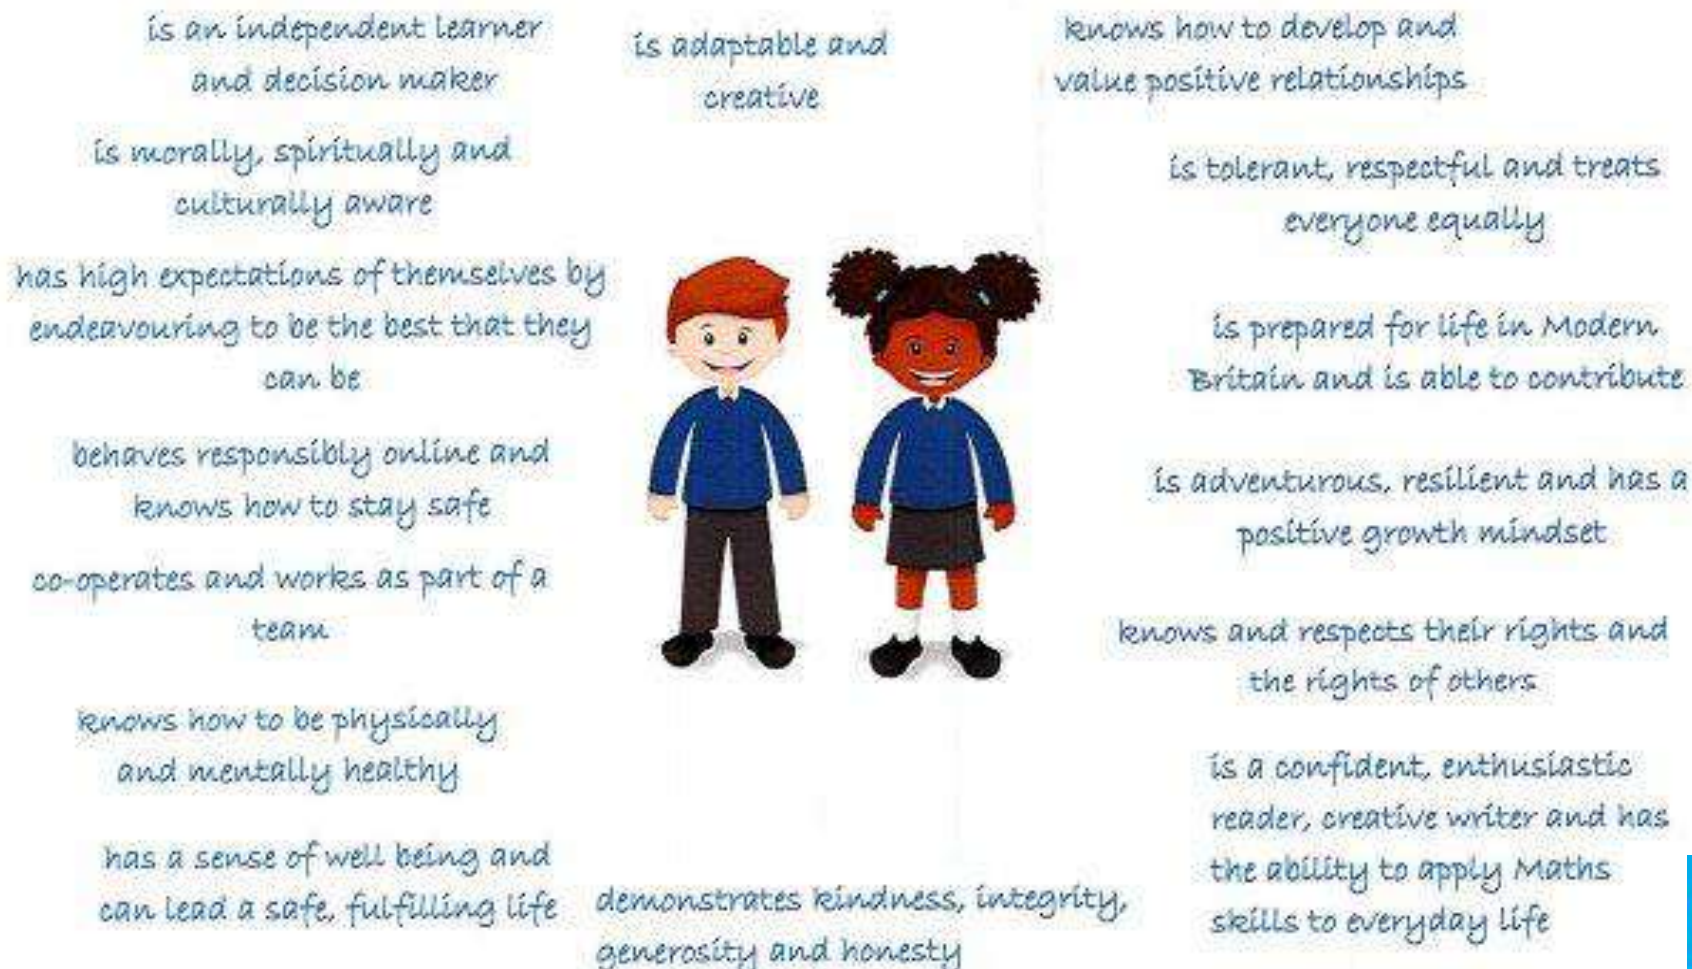 is an independent learner
and decision maker
is adaptable and
creative
knows how to develop and
value positive relationships
is morally, spiritually and
culturally aware
is tolerant, respectful and treats
everyone equally
has high expectations of themselves by
endeavouring to be the best that they
can be
is prepared for life in Modern
Britain and is able to contribute
behaves responsibly online and
knows how to stay safe
is adventurous, resilient and has a
positive growth mindset
co-operates and works as part of a
team
knows and respects their rights and
the rights of others
knows how to be physically
and mentally healthy
is a confident, enthusiastic
reader, creative writer and has
the ability to apply Maths
skills to everyday life
has a sense of well being and
can lead a safe, fulfilling life
demonstrates kindness, integrity,
generosity and honesty